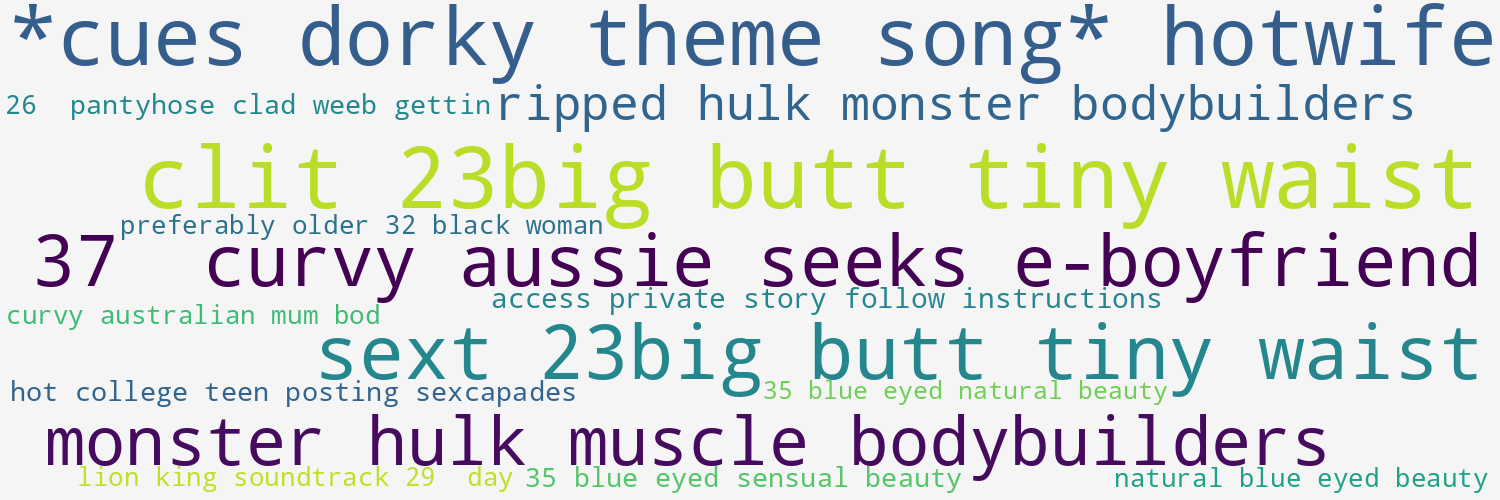 *cues dorky theme song* hotwife
26  pantyhose clad weeb gettin
ripped hulk monster bodybuilders
clit 23big butt tiny waist
preferably older 32 black woman
37  curvy aussie seeks e-boyfriend
access private story follow instructions
curvy australian mum bod
sext 23big butt tiny waist
hot college teen posting sexcapades
35 blue eyed natural beauty
monster hulk muscle bodybuilders
lion king soundtrack 29  day
35 blue eyed sensual beauty
natural blue eyed beauty